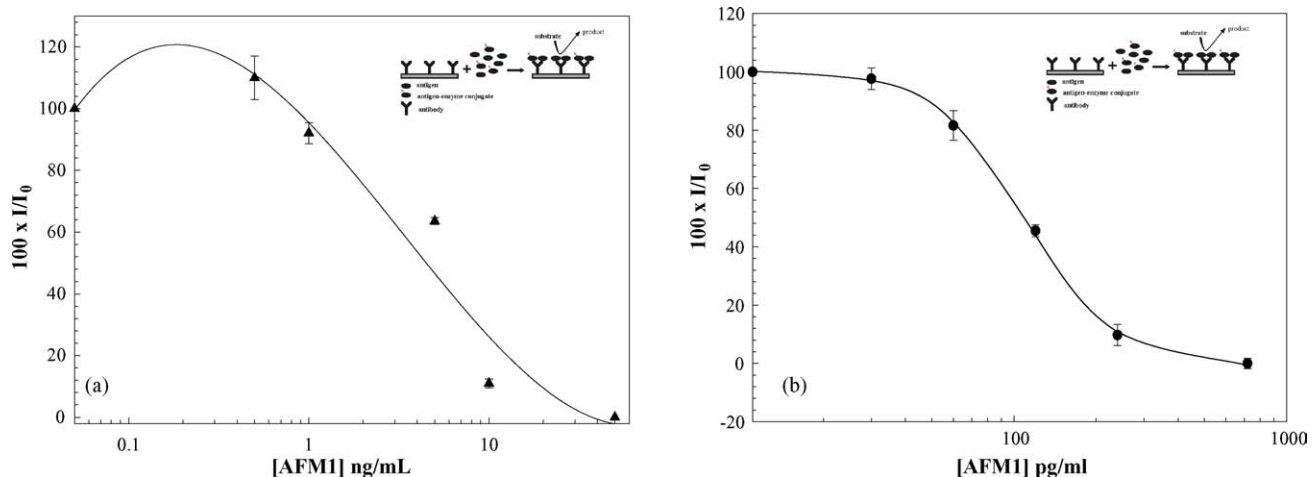 120
100
80
60
40
20
0
100 x I/I0
(a)
0.1
1
10
[AFM1] ng/mL
substrate
product
+
antigen
antigen-enzyme conjugate
antibody
120
100
80
60
40
20
0
-20
100 x I/I0
(b)
100
1000
[AFM1] pg/ml
substrate
product
+
antigen
antigen-enzyme conjugate
antibody